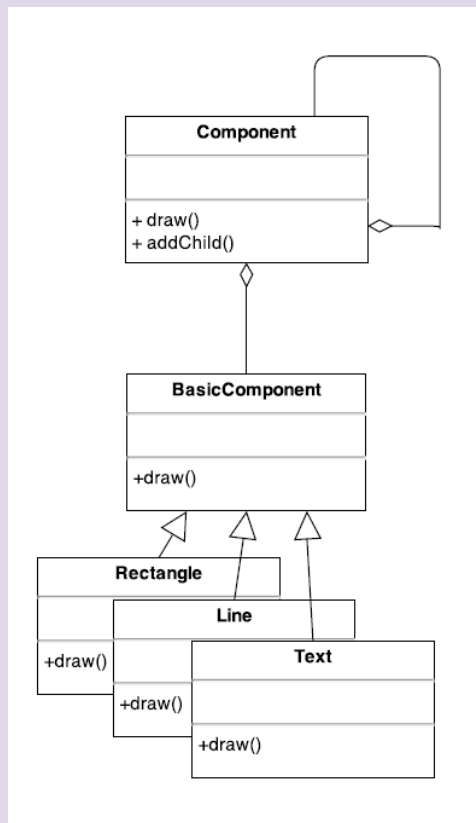 Component
+ draw()
+ addChild()
BasicComponent
+draw()
Rectangle
+draw()
Line
+draw()
Text
+draw()